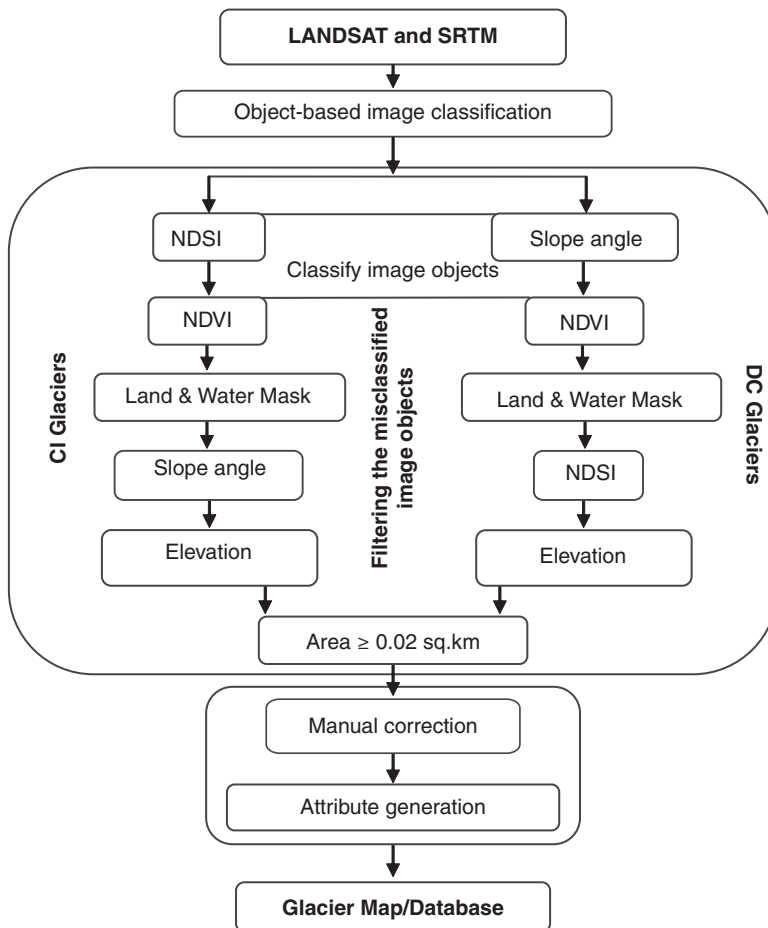 LANDSAT and SRTM
Object-based image classification
NDSI
Slope angle
Classify image objects
NDVI
NDVI
Land & Water Mask
Land & Water Mask
Slope angle
NDSI
Elevation
Elevation
CI Glaciers
Filtering the misclassified
image objects
DC Glaciers
Area ≥ 0.02 sq.km
Manual correction
Attribute generation
Glacier Map/Database